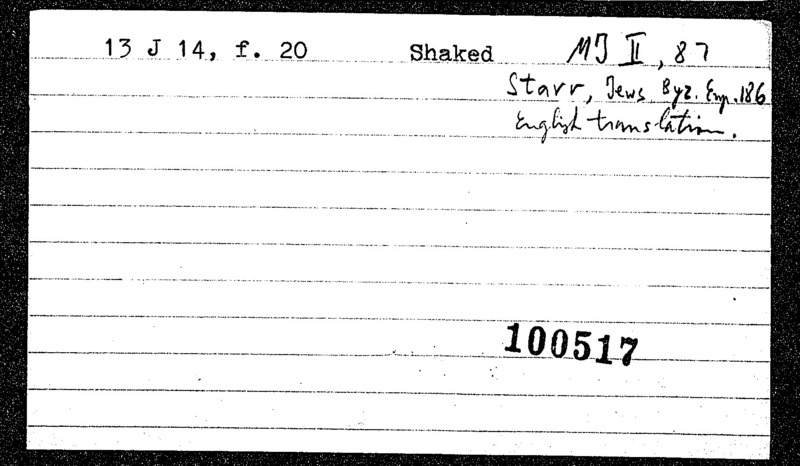 13 J 14, f. 20 Shaked MJ II, 87
Starr, Jews Byz. Emp. 186
English translation.
100517